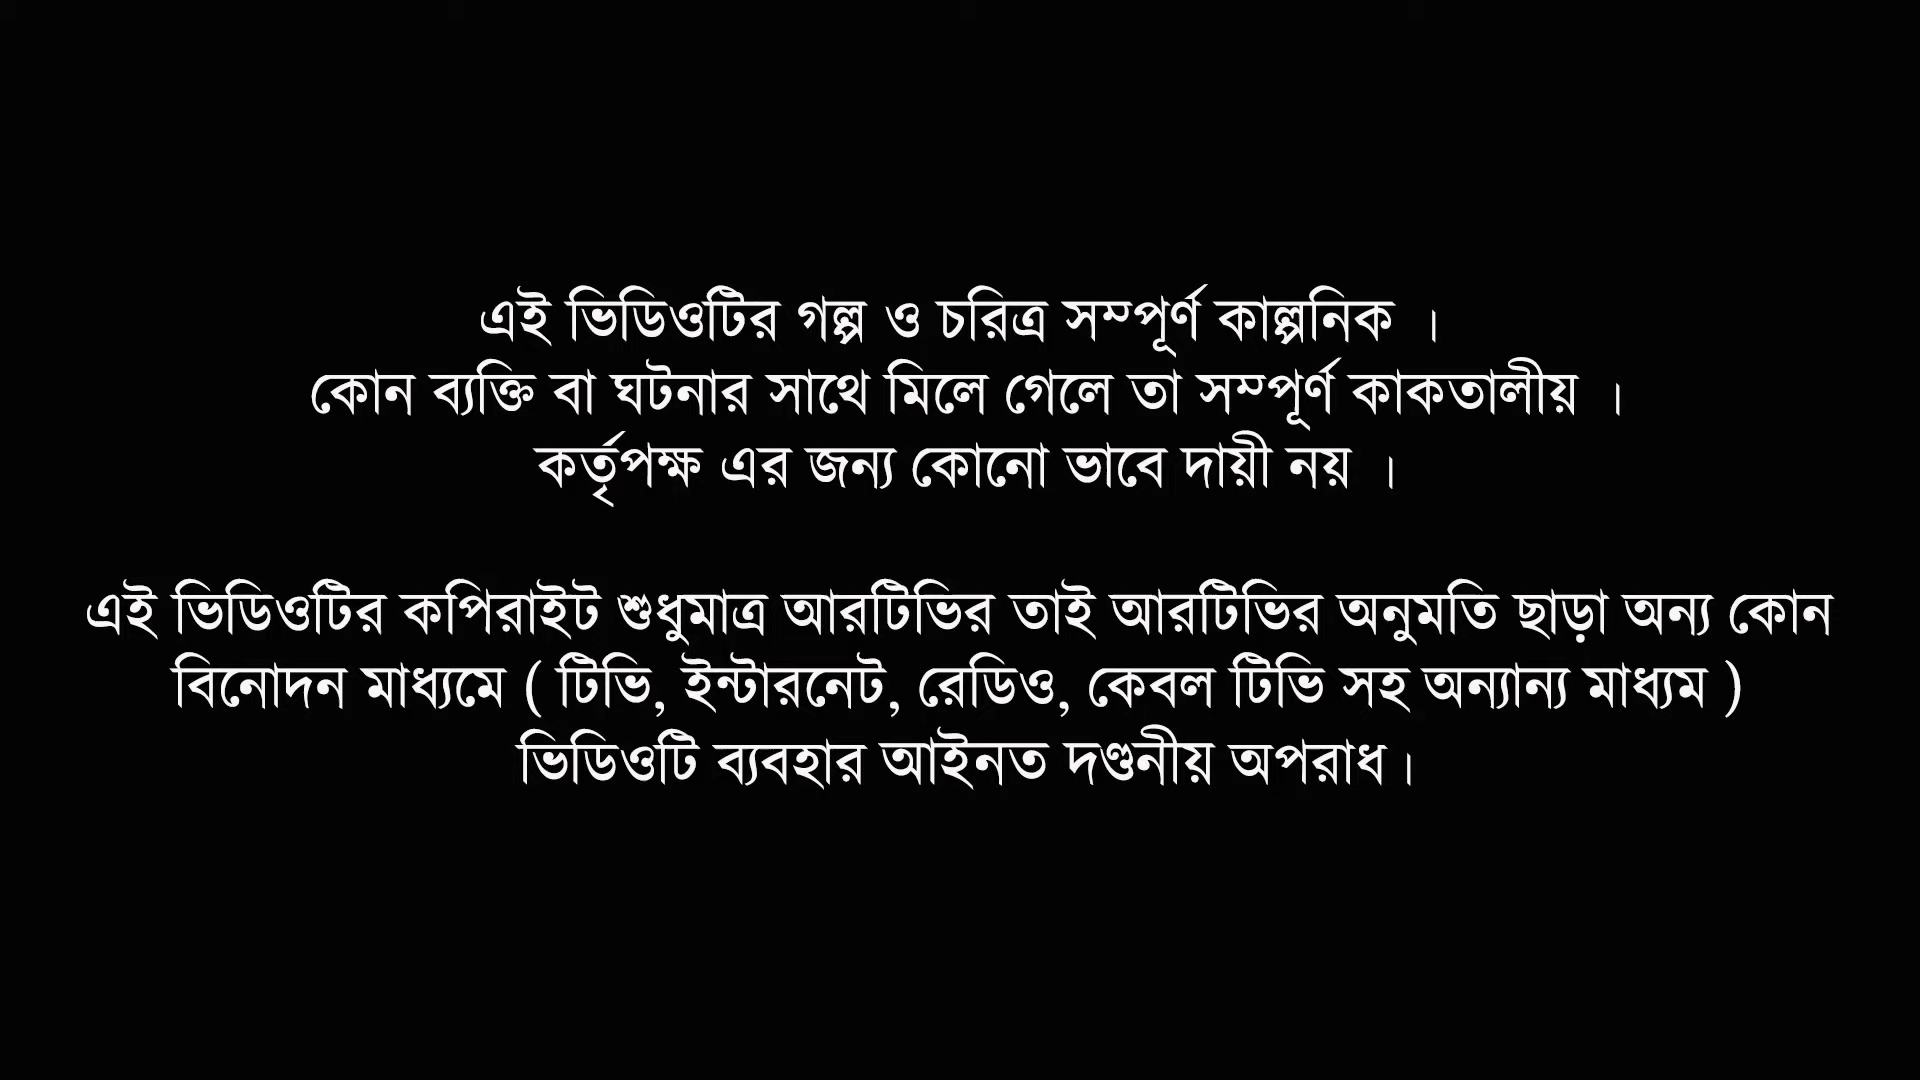 এই ভিডিওটির গল্প ও চরিত্র সম্পূর্ণ কাল্পনিক ।
কোন ব্যক্তি বা ঘটনার সাথে মিলে গেলে তা সম্পূর্ণ কাকতালীয় ।
কর্তৃপক্ষ এর জন্য কোনো ভাবে দায়ী নয় ।
এই ভিডিওটির কপিরাইট শুধুমাত্র আরটিভির তাই আরটিভির অনুমতি ছাড়া অন্য কোন
বিনোদন মাধ্যমে ( টিভি, ইন্টারনেট, রেডিও, কেবল টিভি সহ অন্যান্য মাধ্যম )
ভিডিওটি ব্যবহার আইনত দণ্ডনীয় অপরাধ।